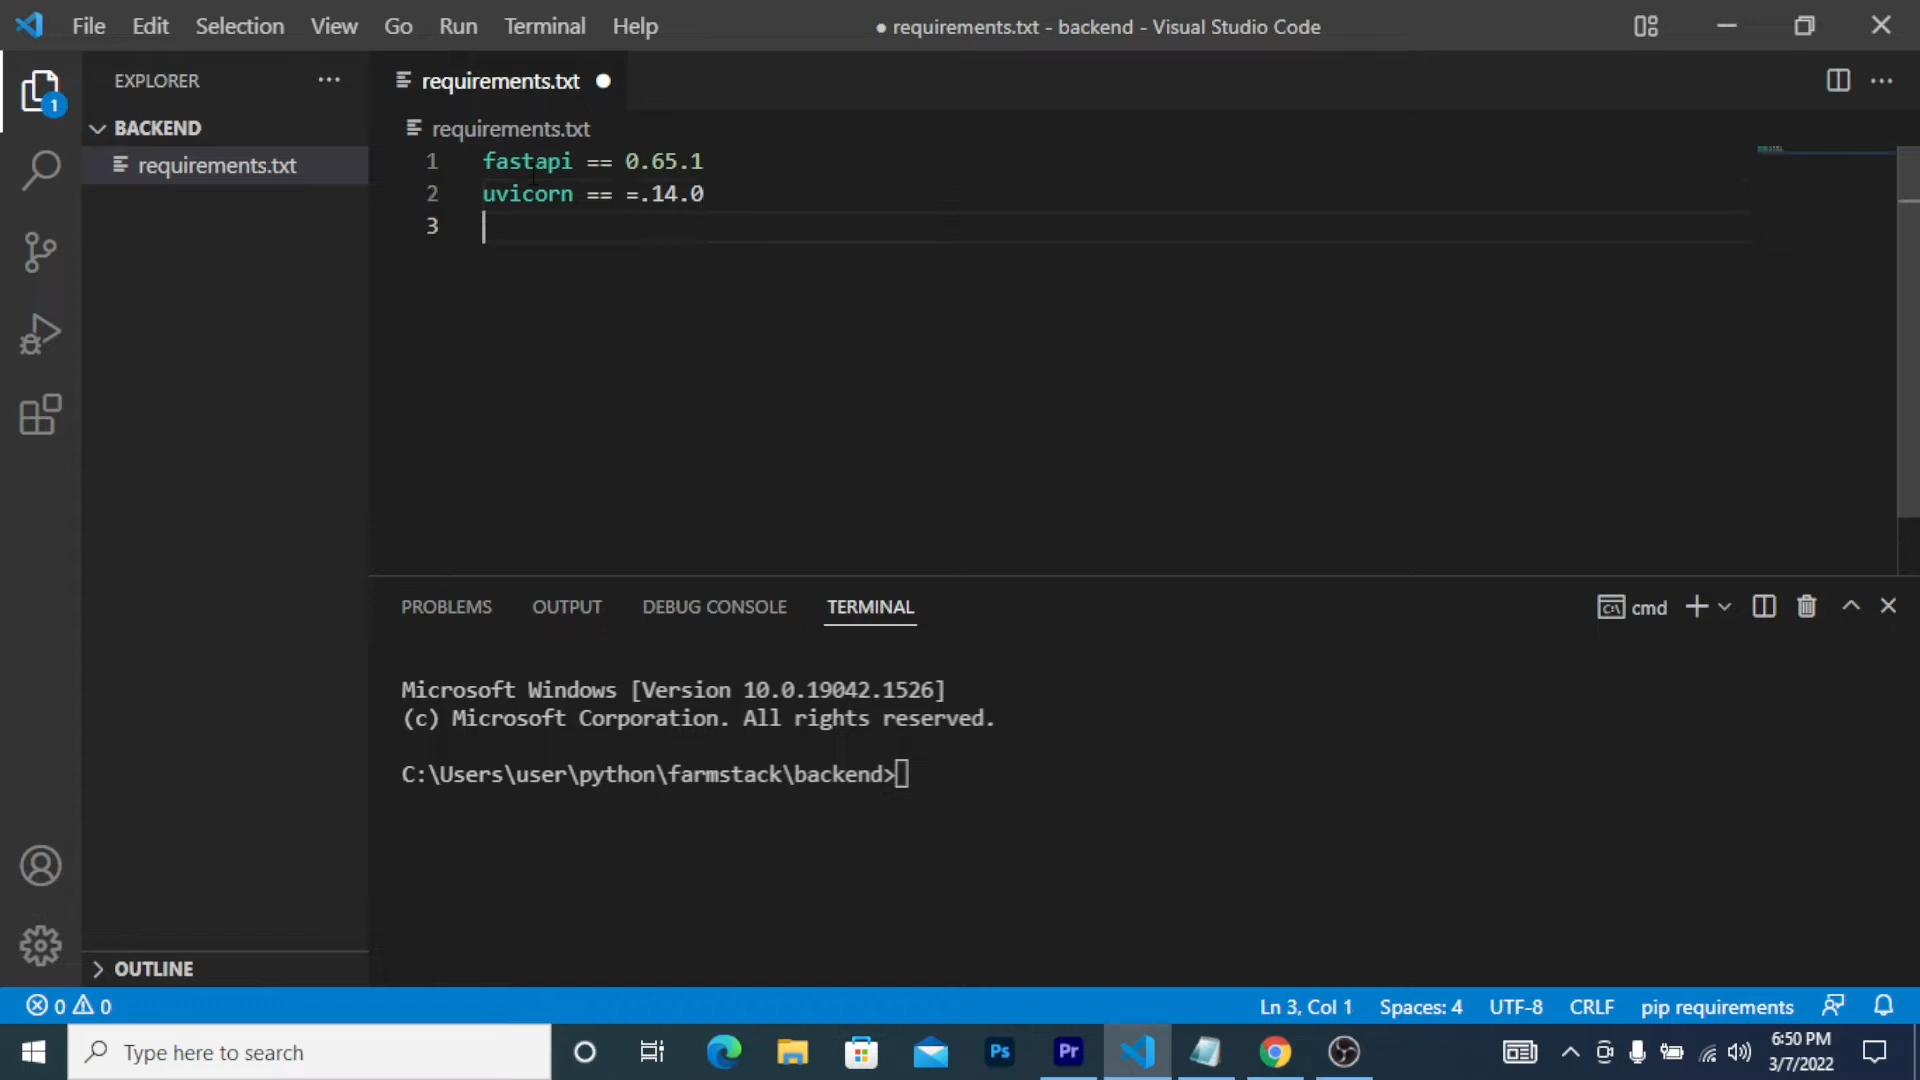 File Edit Selection View Go Run Terminal Help
● requirements.txt - backend - Visual Studio Code
EXPLORER
requirements.txt
1
BACKEND
requirements.txt
requirements.txt
1 fastapi == 0.65.1
2 uvicorn == =.14.0
3
PROBLEMS OUTPUT DEBUG CONSOLE TERMINAL
cmd
Microsoft Windows [Version 10.0.19042.1526]
(c) Microsoft Corporation. All rights reserved.
C:\Users\user\python\farmstack\backend>
OUTLINE
0 0
Ln 3, Col 1 Spaces: 4 UTF-8 CRLF pip requirements
Type here to search
Ps
Pr
6:50 PM
3/7/2022